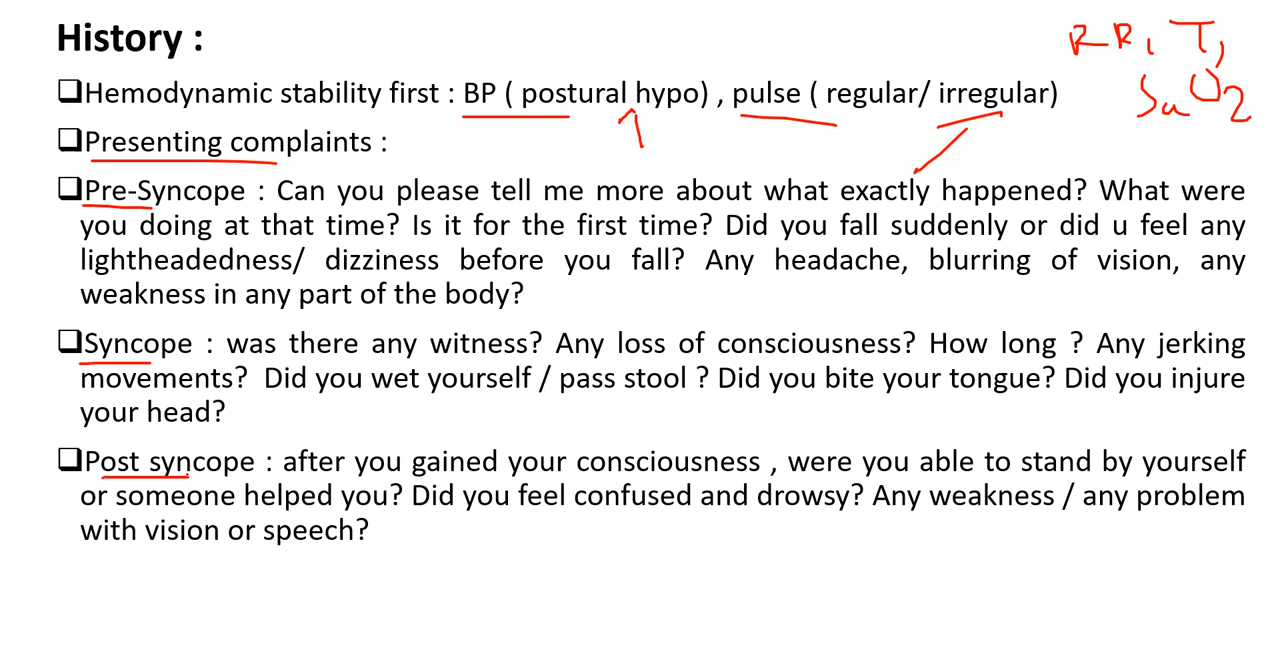 History :
RR, T,
SaO2
❑Hemodynamic stability first : BP ( postural hypo) , pulse ( regular/ irregular)
❑Presenting complaints :
❑Pre-Syncope : Can you please tell me more about what exactly happened? What were
you doing at that time? Is it for the first time? Did you fall suddenly or did u feel any
lightheadedness/ dizziness before you fall? Any headache, blurring of vision, any
weakness in any part of the body?
❑Syncope : was there any witness? Any loss of consciousness? How long ? Any jerking
movements? Did you wet yourself / pass stool ? Did you bite your tongue? Did you injure
your head?
❑Post syncope : after you gained your consciousness , were you able to stand by yourself
or someone helped you? Did you feel confused and drowsy? Any weakness / any problem
with vision or speech?